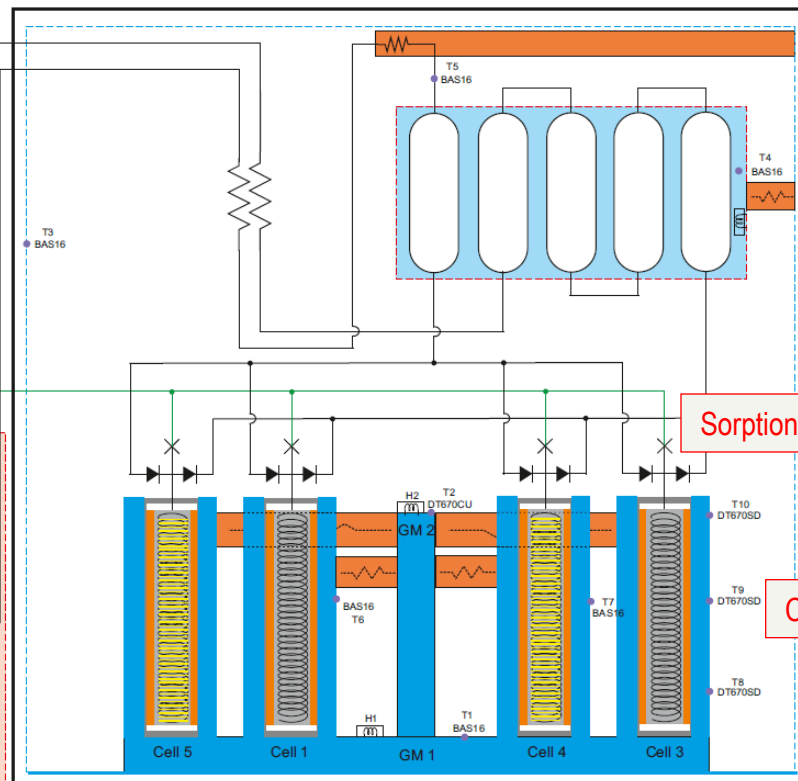 T5
BAS16
T4
BAS16
T3
BAS16
Sorption
H2
T2
DT670CU
GM 2
T10
DT670SD
T9
DT670SD
BAS16
T6
T7
BAS16
C
T8
DT670SD
H1
T1
BAS16
Cell 5
Cell 1
GM 1
Cell 4
Cell 3